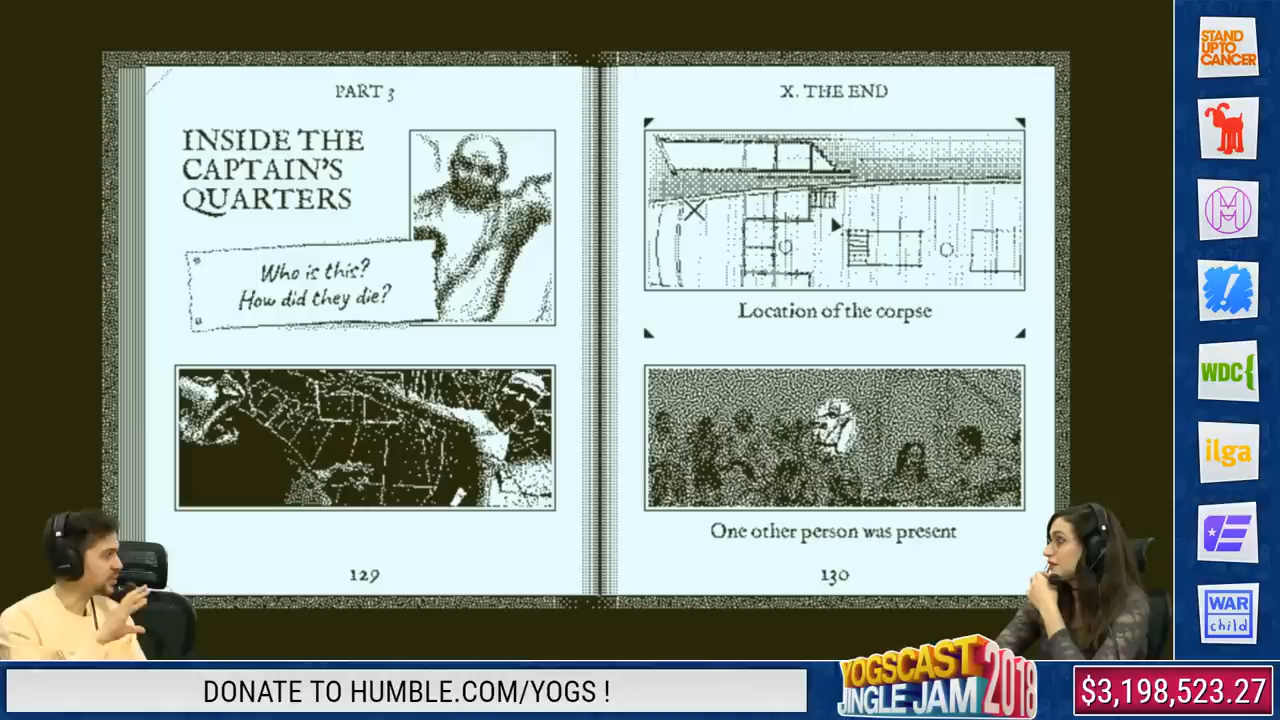 PART 3
INSIDE THE
CAPTAIN'S
QUARTERS
Who is this?
How did they die?
129
X. THE END
Location of the corpse
One other person was present
130
STAND
UP TO
CANCER
WDC
ilga
WAR
child
DONATE TO HUMBLE.COM/YOGS !
YOGSCAST
JINGLE JAM 2018
$3,198,523.27